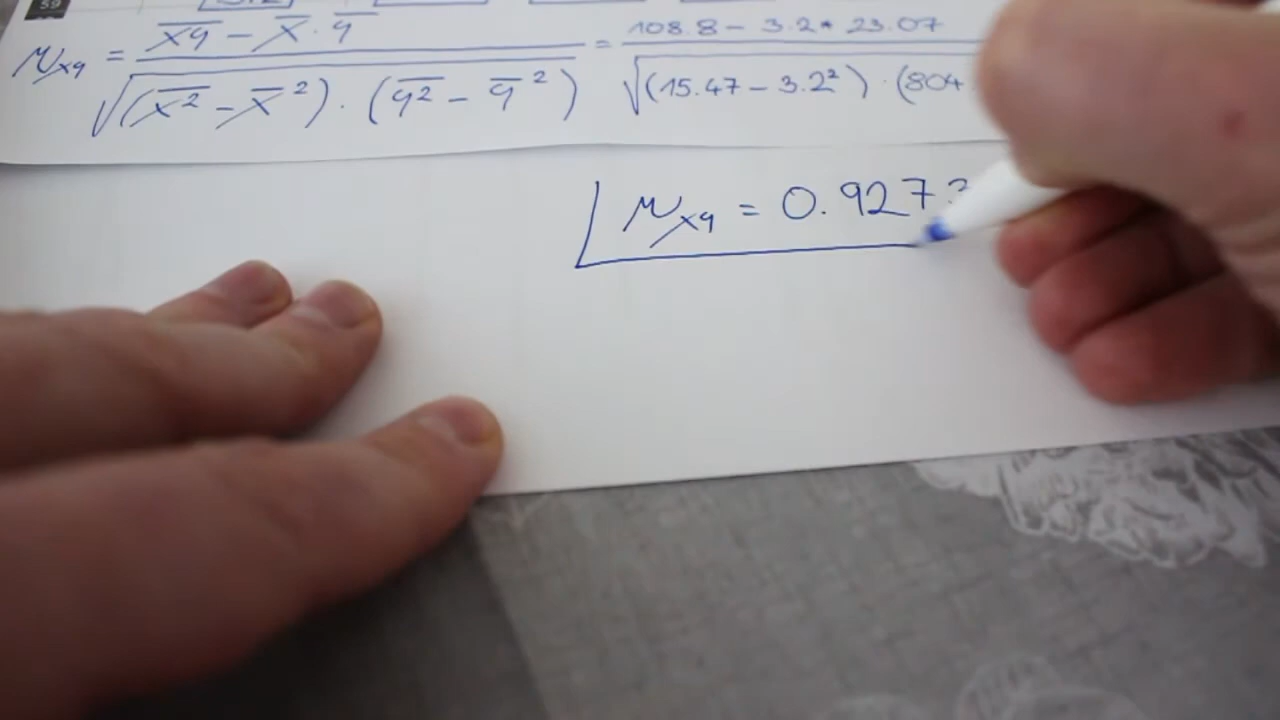 r_xy = (x̄ȳ̄ − x̄ · ȳ) / √((x̄²̄ − x̄²) · (ȳ²̄ − ȳ²)) = (108.8 − 3.2 * 23.07) / √((15.47 − 3.2²) · (804
r_xy = 0.927